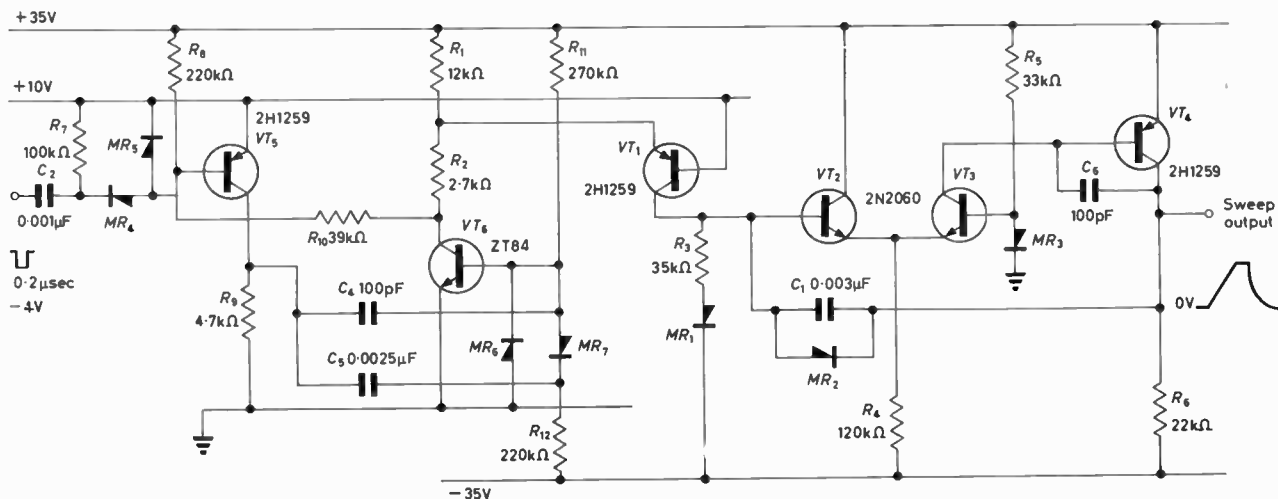 +35V
R8
220kΩ
R1
12kΩ
R11
270kΩ
R5
33kΩ
+10V
2H1259
VT5
R7
100kΩ
MR5
C2
0·001μF
MR4
R2
2·7kΩ
VT1
2H1259
VT2
2N2060
VT3
VT4
2H1259
C6
100pF
Sweep
output
MR3
R10 39kΩ
VT6
ZT84
0·2μsec
-4V
R9
4·7kΩ
C4 100pF
C5 0·0025μF
MR6
MR7
R3
35kΩ
MR1
C1 0·003μF
MR2
0V
R4
120kΩ
R6
22kΩ
R12
220kΩ
-35V